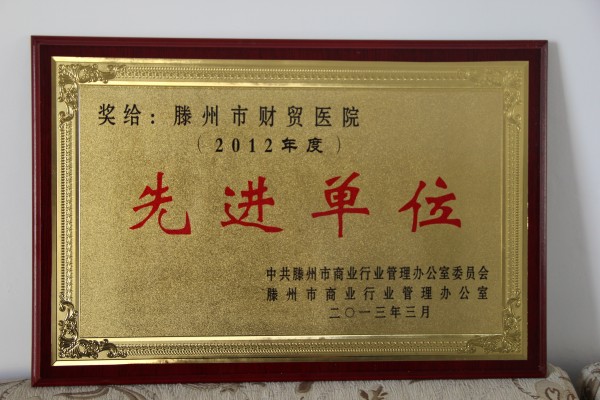 奖给：滕州市财贸医院
（2012年度）
先进单位
中共滕州市商业行业管理办公室委员会
滕州市商业行业管理办公室
二〇一三年三月